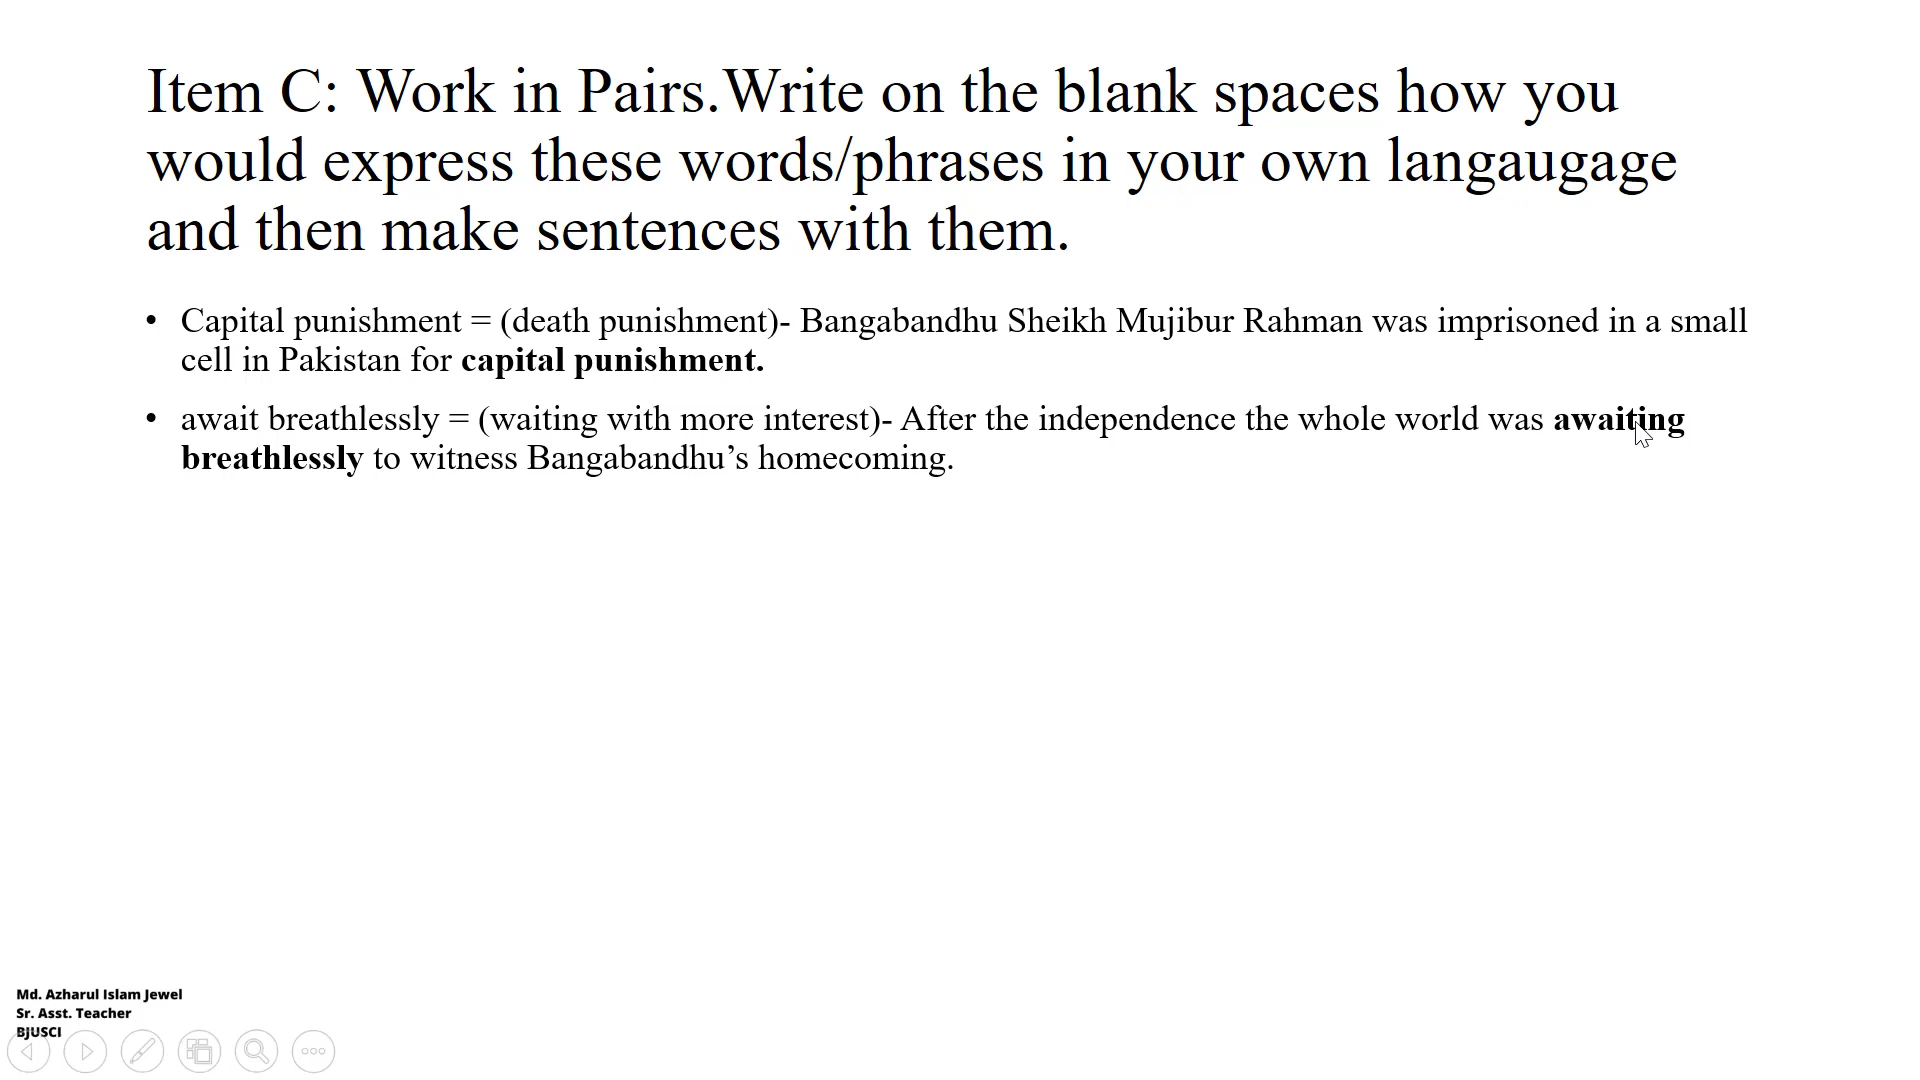 Item C: Work in Pairs.Write on the blank spaces how you
would express these words/phrases in your own langaugage
and then make sentences with them.
• Capital punishment = (death punishment)- Bangabandhu Sheikh Mujibur Rahman was imprisoned in a small
cell in Pakistan for capital punishment.
• await breathlessly = (waiting with more interest)- After the independence the whole world was awaiting
breathlessly to witness Bangabandhu’s homecoming.
Md. Azharul Islam Jewel
Sr. Asst. Teacher
BJUSCI